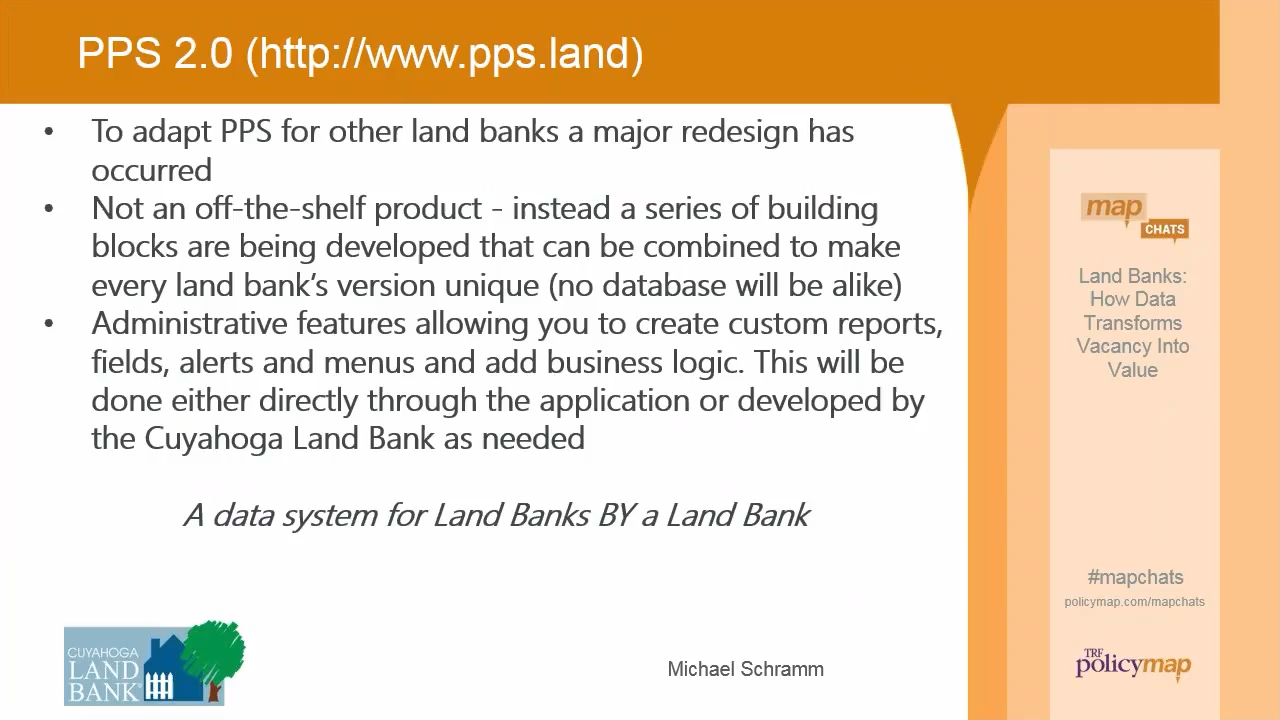 PPS 2.0 (http://www.pps.land)
• To adapt PPS for other land banks a major redesign has
occurred
• Not an off-the-shelf product - instead a series of building
blocks are being developed that can be combined to make
every land bank’s version unique (no database will be alike)
• Administrative features allowing you to create custom reports,
fields, alerts and menus and add business logic. This will be
done either directly through the application or developed by
the Cuyahoga Land Bank as needed
A data system for Land Banks BY a Land Bank
CUYAHOGA
LAND
BANK
Michael Schramm
map
CHATS
Land Banks:
How Data
Transforms
Vacancy Into
Value
#mapchats
policymap.com/mapchats
TRF
policymap